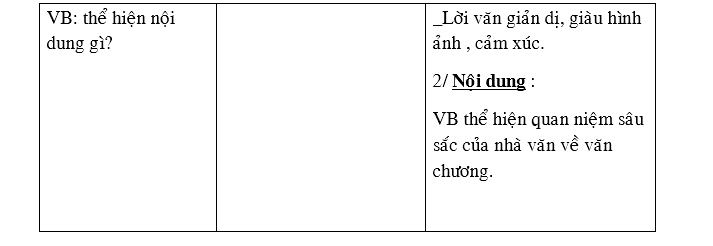 VB: thể hiện nội
dung gì?
_Lời văn giản dị, giàu hình
ảnh , cảm xúc.
2/ Nội dung :
VB thể hiện quan niệm sâu
sắc của nhà văn về văn
chương.